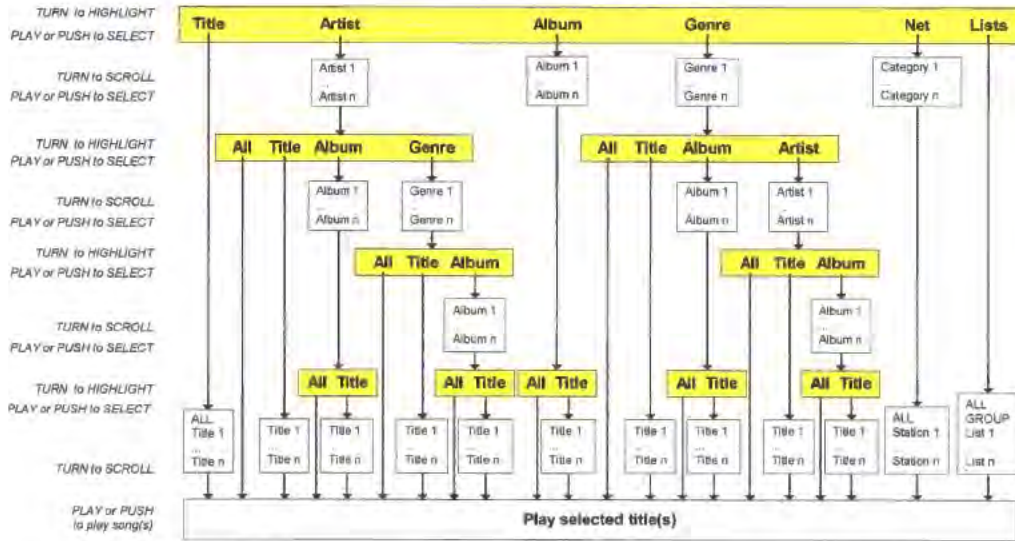 TURN to HIGHLIGHT
PLAY or PUSH to SELECT
Title Artist Album Genre Net Lists
TURN to SCROLL
PLAY or PUSH to SELECT
Artist 1
...
Artist n
Album 1
...
Album n
Genre 1
...
Genre n
Category 1
...
Category n
TURN to HIGHLIGHT
PLAY or PUSH to SELECT
All Title Album Genre
All Title Album Artist
TURN to SCROLL
PLAY or PUSH to SELECT
Album 1
...
Album n
Genre 1
...
Genre n
Album 1
...
Album n
Artist 1
...
Artist n
TURN to HIGHLIGHT
PLAY or PUSH to SELECT
All Title Album
All Title Album
TURN to SCROLL
PLAY or PUSH to SELECT
Album 1
...
Album n
Album 1
...
Album n
TURN to HIGHLIGHT
PLAY or PUSH to SELECT
All Title
All Title
All Title
All Title
All Title
TURN to SCROLL
ALL
Title 1
...
Title n
Title 1
...
Title n
Title 1
...
Title n
Title 1
...
Title n
Title 1
...
Title n
Title 1
...
Title n
Title 1
...
Title n
Title 1
...
Title n
Title 1
...
Title n
Title 1
...
Title n
ALL
Station 1
...
Station n
ALL
GROUP
List 1
...
List n
PLAY or PUSH
to play song(s)
Play selected title(s)